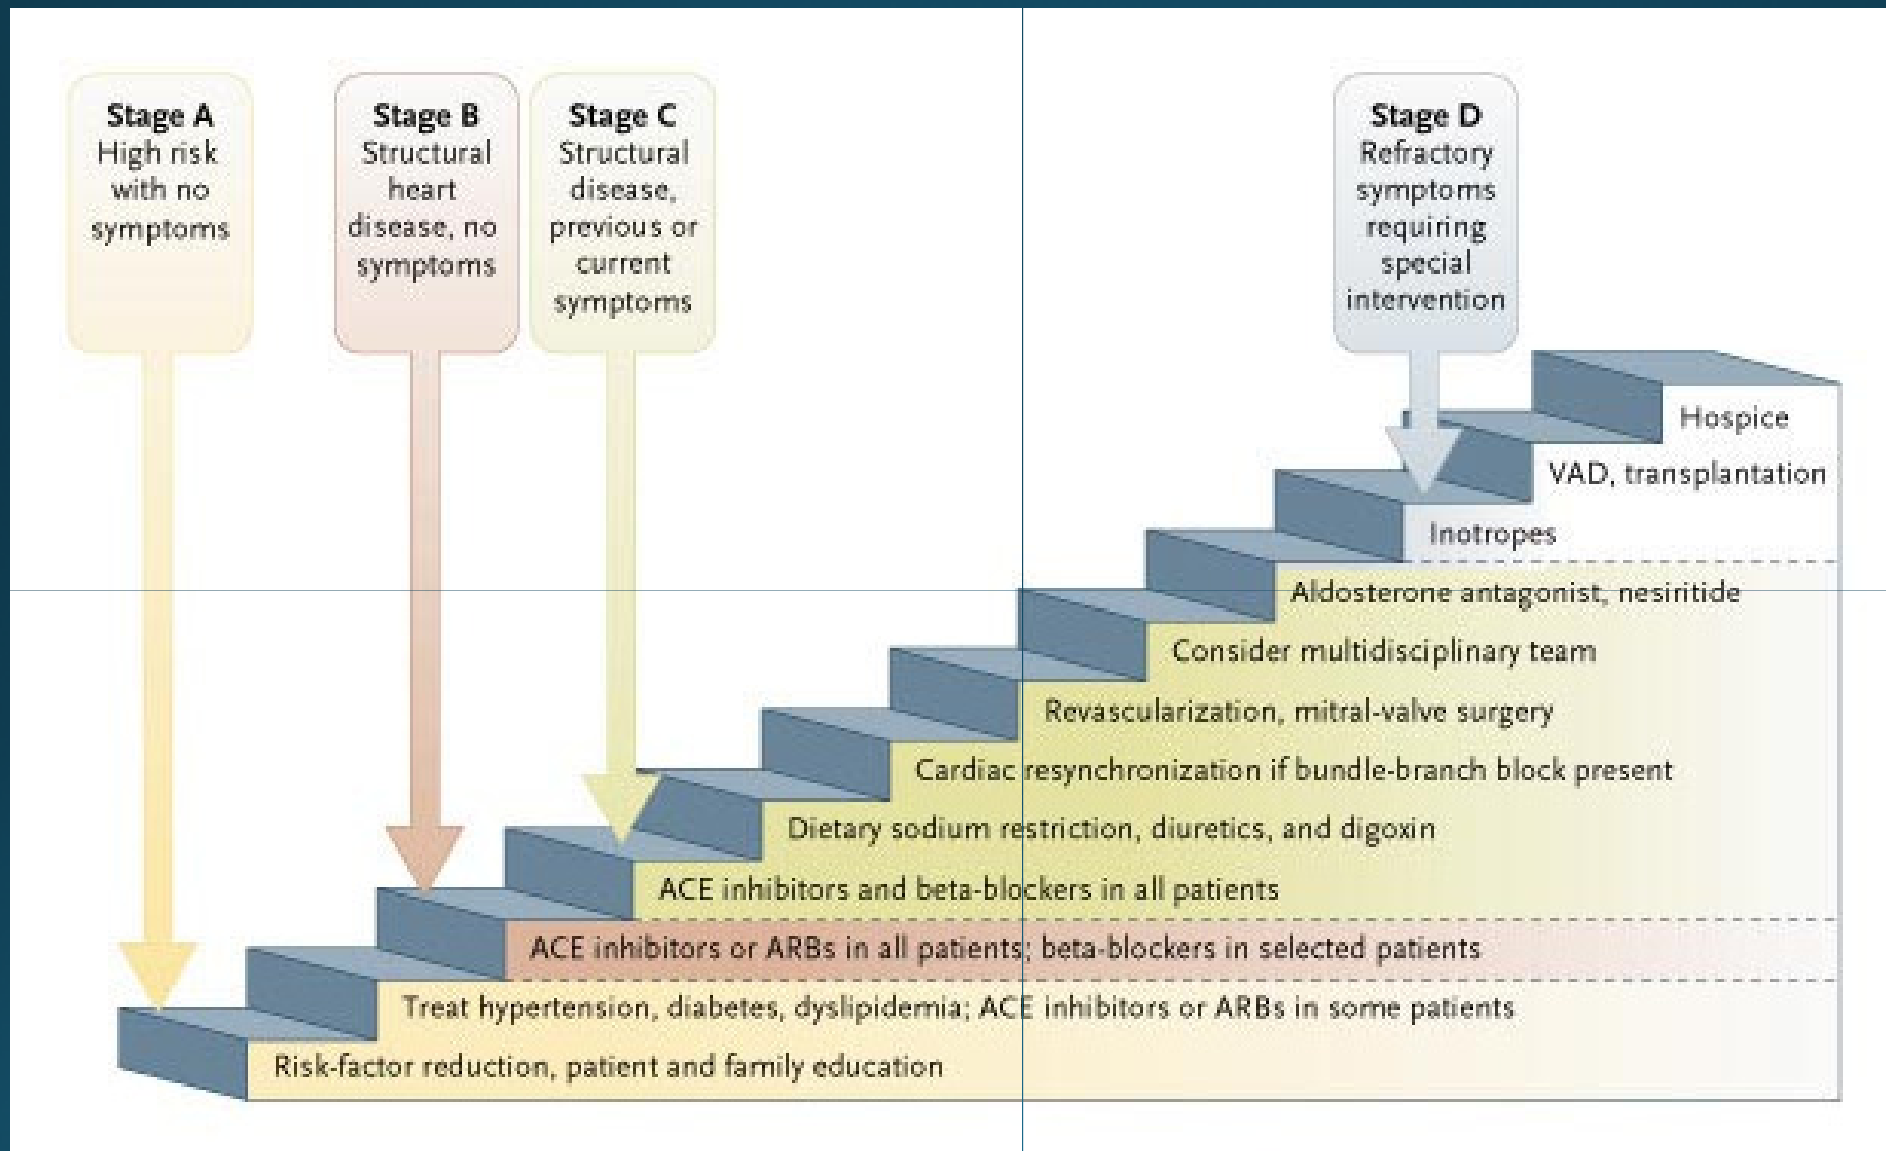 Stage A
High risk
with no
symptoms
Stage B
Structural
heart
disease, no
symptoms
Stage C
Structural
disease,
previous or
current
symptoms
Stage D
Refractory
symptoms
requiring
special
intervention
Hospice
VAD, transplantation
Inotropes
Aldosterone antagonist, nesiritide
Consider multidisciplinary team
Revascularization, mitral-valve surgery
Cardiac resynchronization if bundle-branch block present
Dietary sodium restriction, diuretics, and digoxin
ACE inhibitors and beta-blockers in all patients
ACE inhibitors or ARBs in all patients; beta-blockers in selected patients
Treat hypertension, diabetes, dyslipidemia; ACE inhibitors or ARBs in some patients
Risk-factor reduction, patient and family education